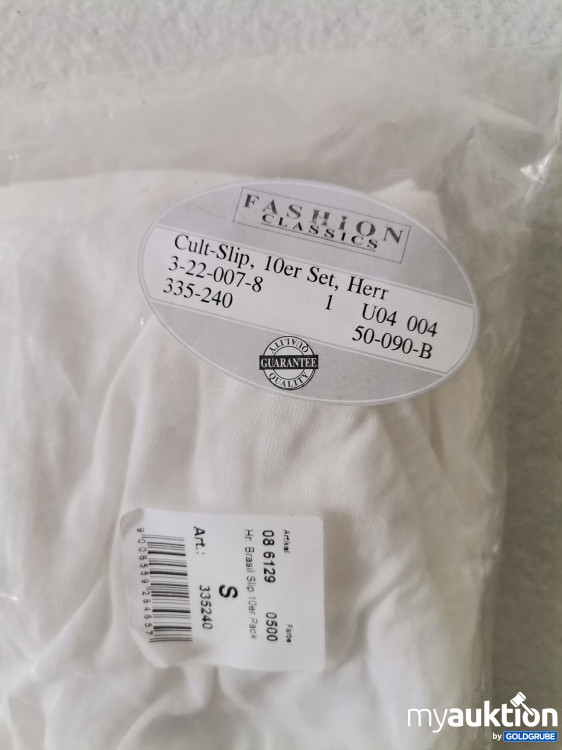 FASHION
CLASSICS
Cult-Slip, 10er Set, Herr
3-22-007-8 1 U04 004
335-240 50-090-B
QUALITY
GUARANTEE
QUALITY
Artikel Farbe
08 6129 0500
Hr. Brasil Slip 10er Pack
S
Art.: 335240
9006559284657
myauktion
by GOLDGRUBE